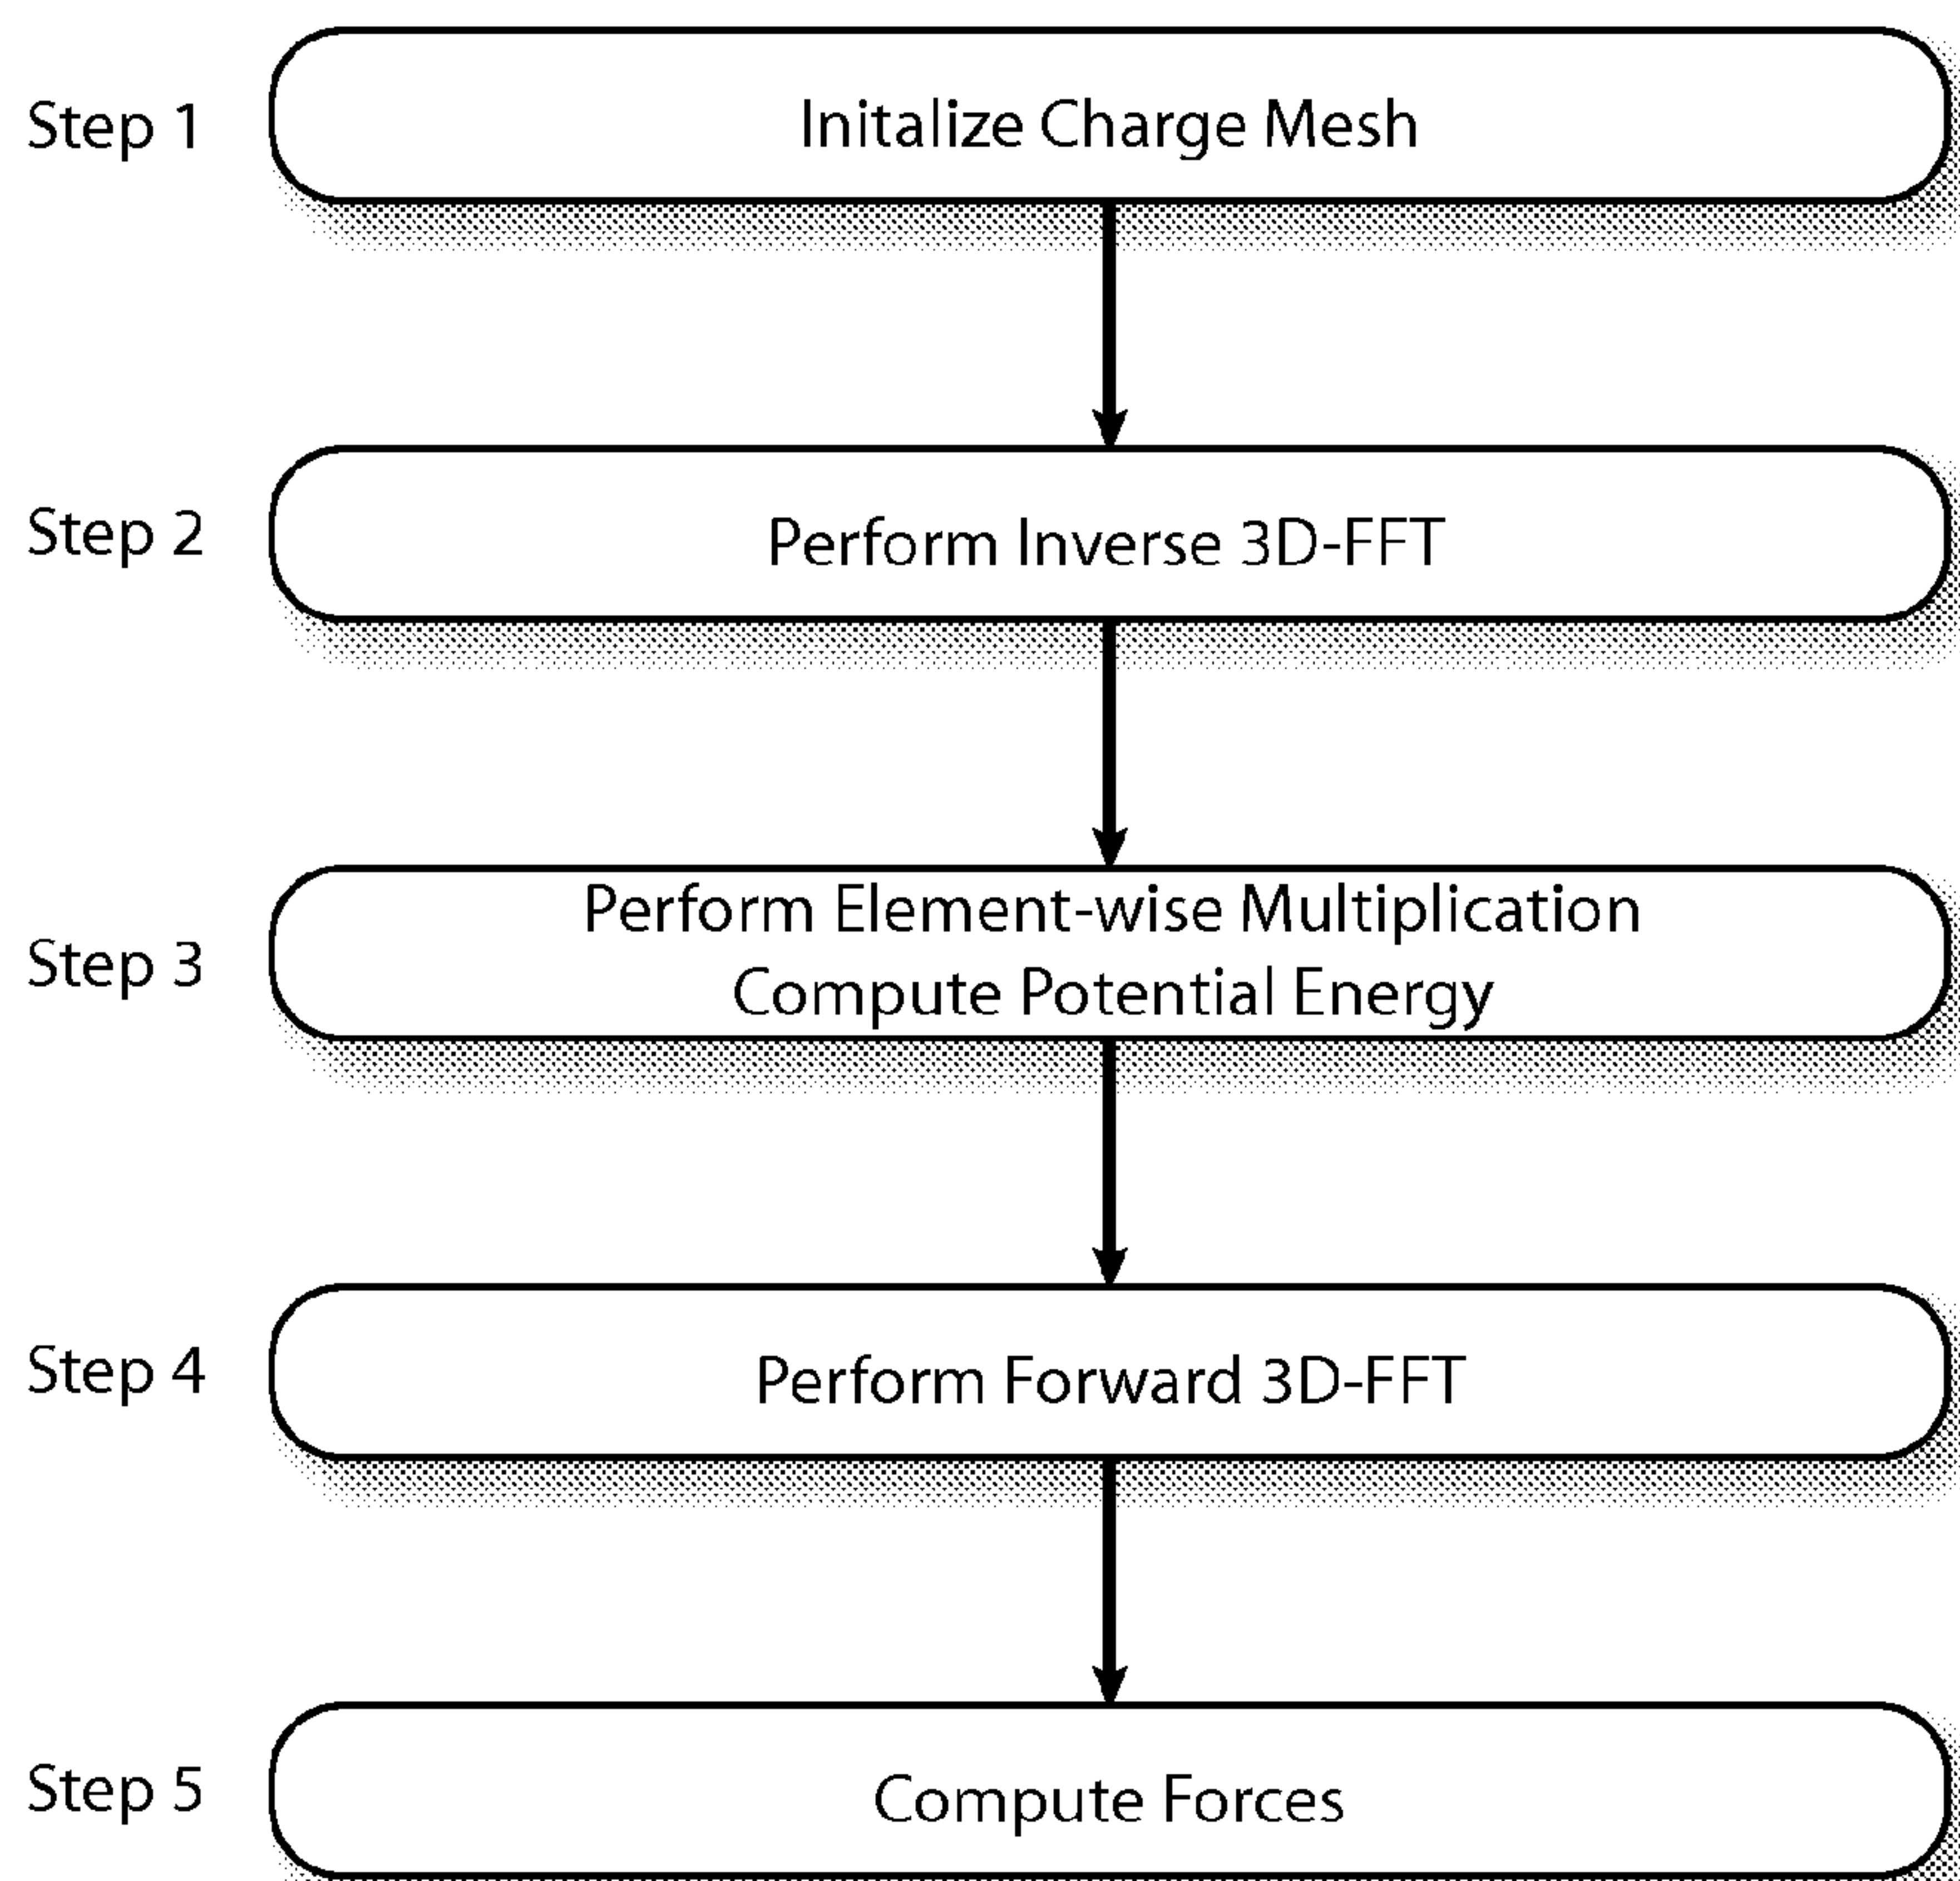 Step 1
Initalize Charge Mesh
Step 2
Perform Inverse 3D-FFT
Step 3
Perform Element-wise Multiplication
Compute Potential Energy
Step 4
Perform Forward 3D-FFT
Step 5
Compute Forces